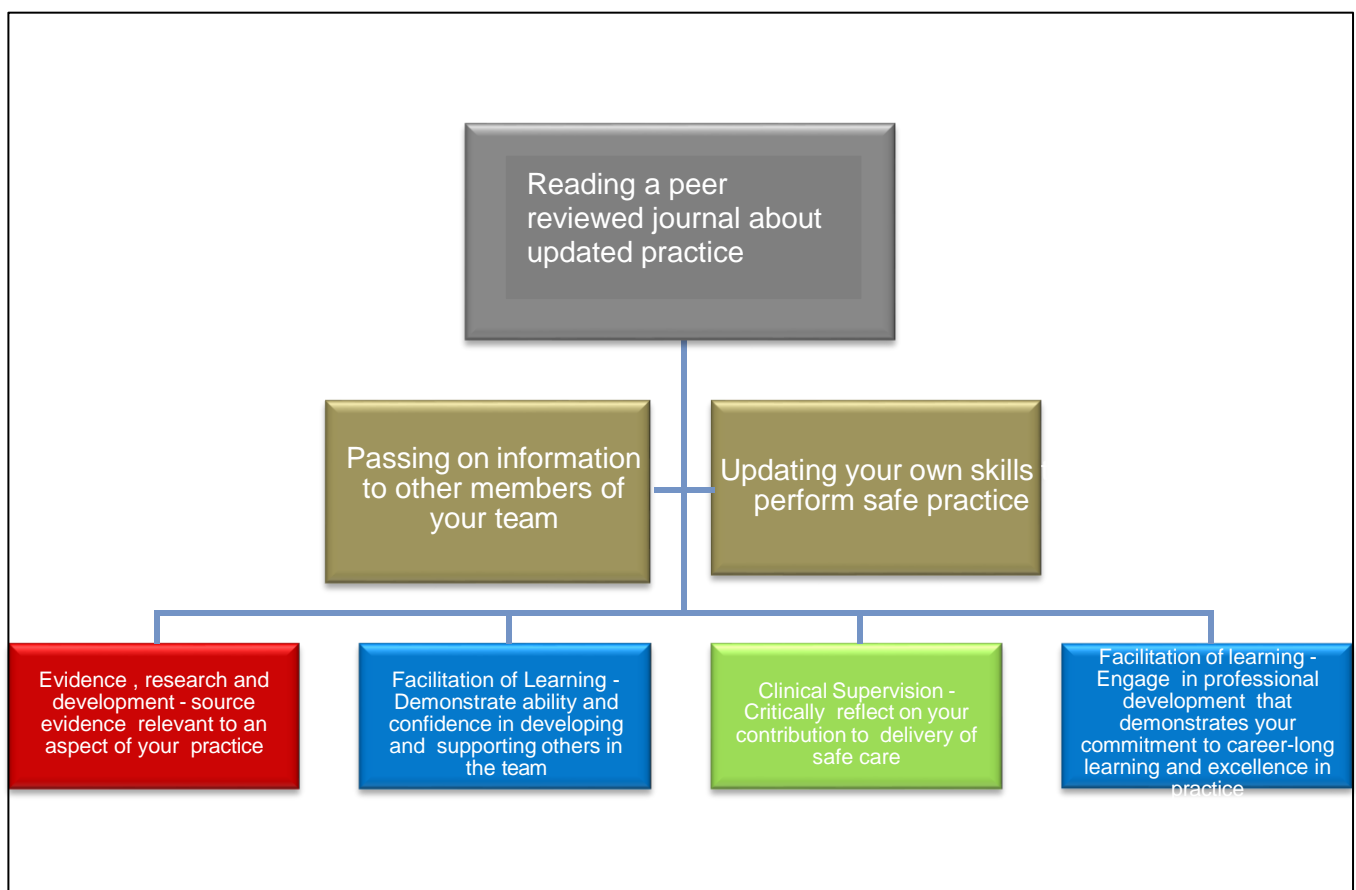 Reading a peer
reviewed journal about
updated practice
Passing on information
to other members of
your team
Updating your own skills
perform safe practice
Evidence , research and
development - source
evidence relevant to an
aspect of your practice
Facilitation of Learning -
Demonstrate ability and
confidence in developing
and supporting others in
the team
Clinical Supervision -
Critically reflect on your
contribution to delivery of
safe care
Facilitation of learning -
Engage in professional
development that
demonstrates your
commitment to career-long
learning and excellence in
practice